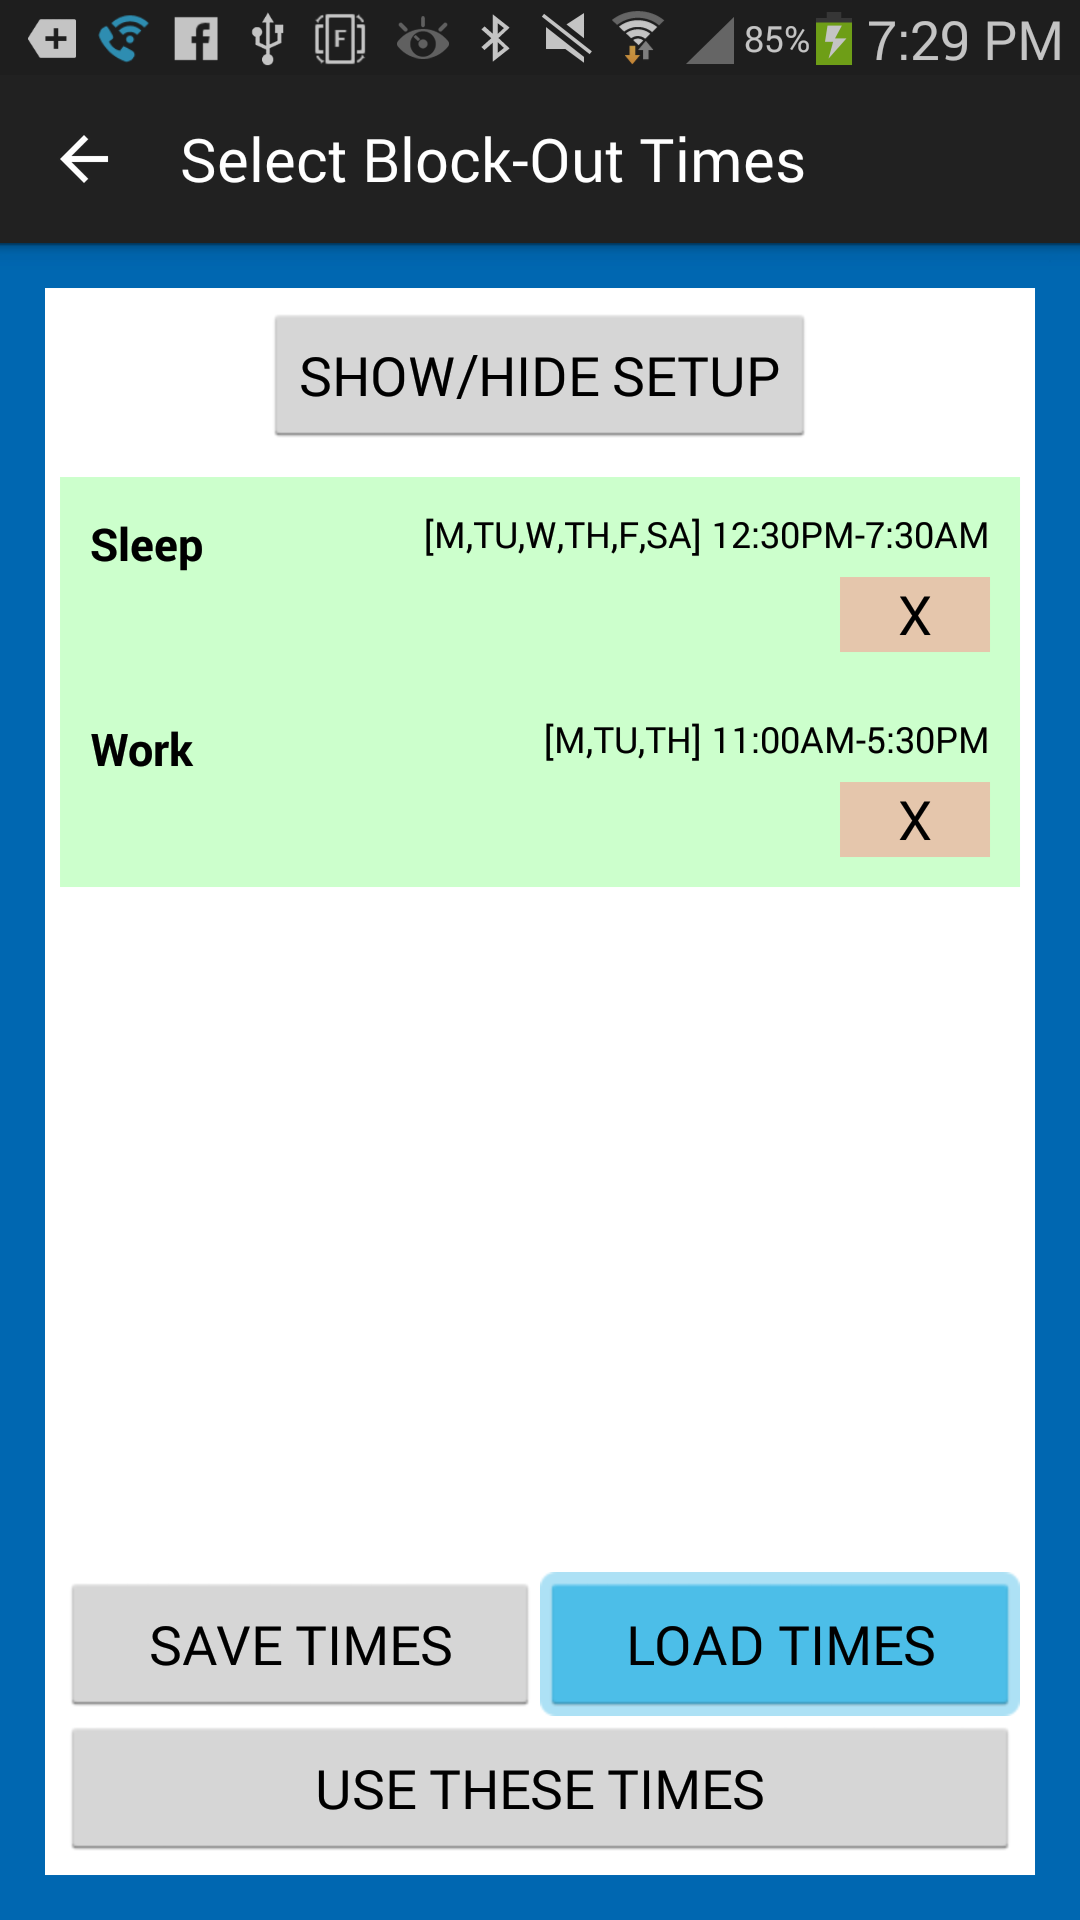 85% 7:29 PM
Select Block-Out Times
SHOW/HIDE SETUP
Sleep [M,TU,W,TH,F,SA] 12:30PM-7:30AM
X
Work [M,TU,TH] 11:00AM-5:30PM
X
SAVE TIMES LOAD TIMES
USE THESE TIMES